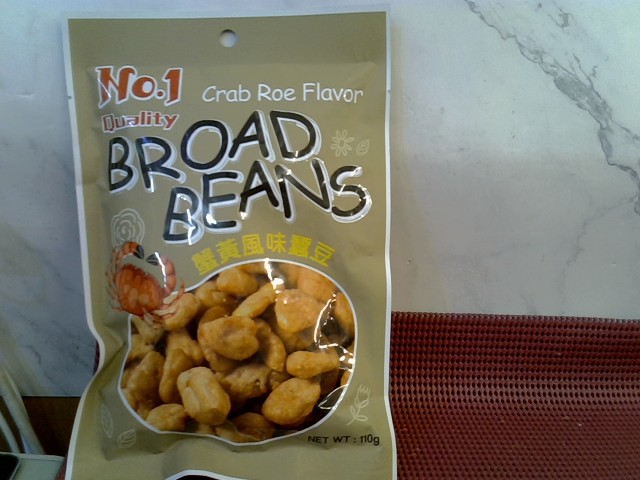 No.1
Quality
Crab Roe Flavor
BROAD
BEANS
蟹黃風味蠶豆
NET WT : 110g